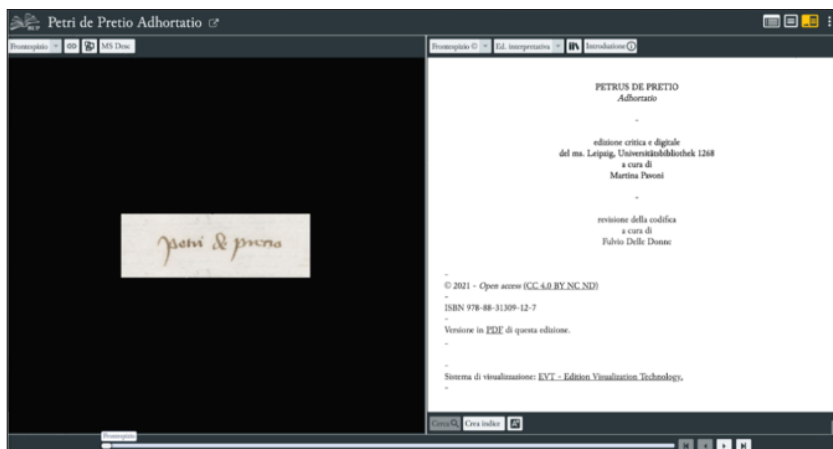 Petri de Pretio Adhortatio
Frontespizio
MS Desc
petri de precio
Frontespizio ©
Ed. interpretativa
Introduzione
PETRUS DE PRETIO
Adhortatio
-
edizione critica e digitale
del ms. Leipzig, Universitätsbibliothek 1268
a cura di
Martina Pavoni
-
revisione della codifica
a cura di
Fulvio Delle Donne
-
© 2021 - Open access (CC 4.0 BY NC ND)
-
ISBN 978-88-31309-12-7
-
Versione in PDF di questa edizione.
-
-
Sistema di visualizzazione: EVT - Edition Visualization Technology.
-
Cerca
Crea indice
Frontespizio